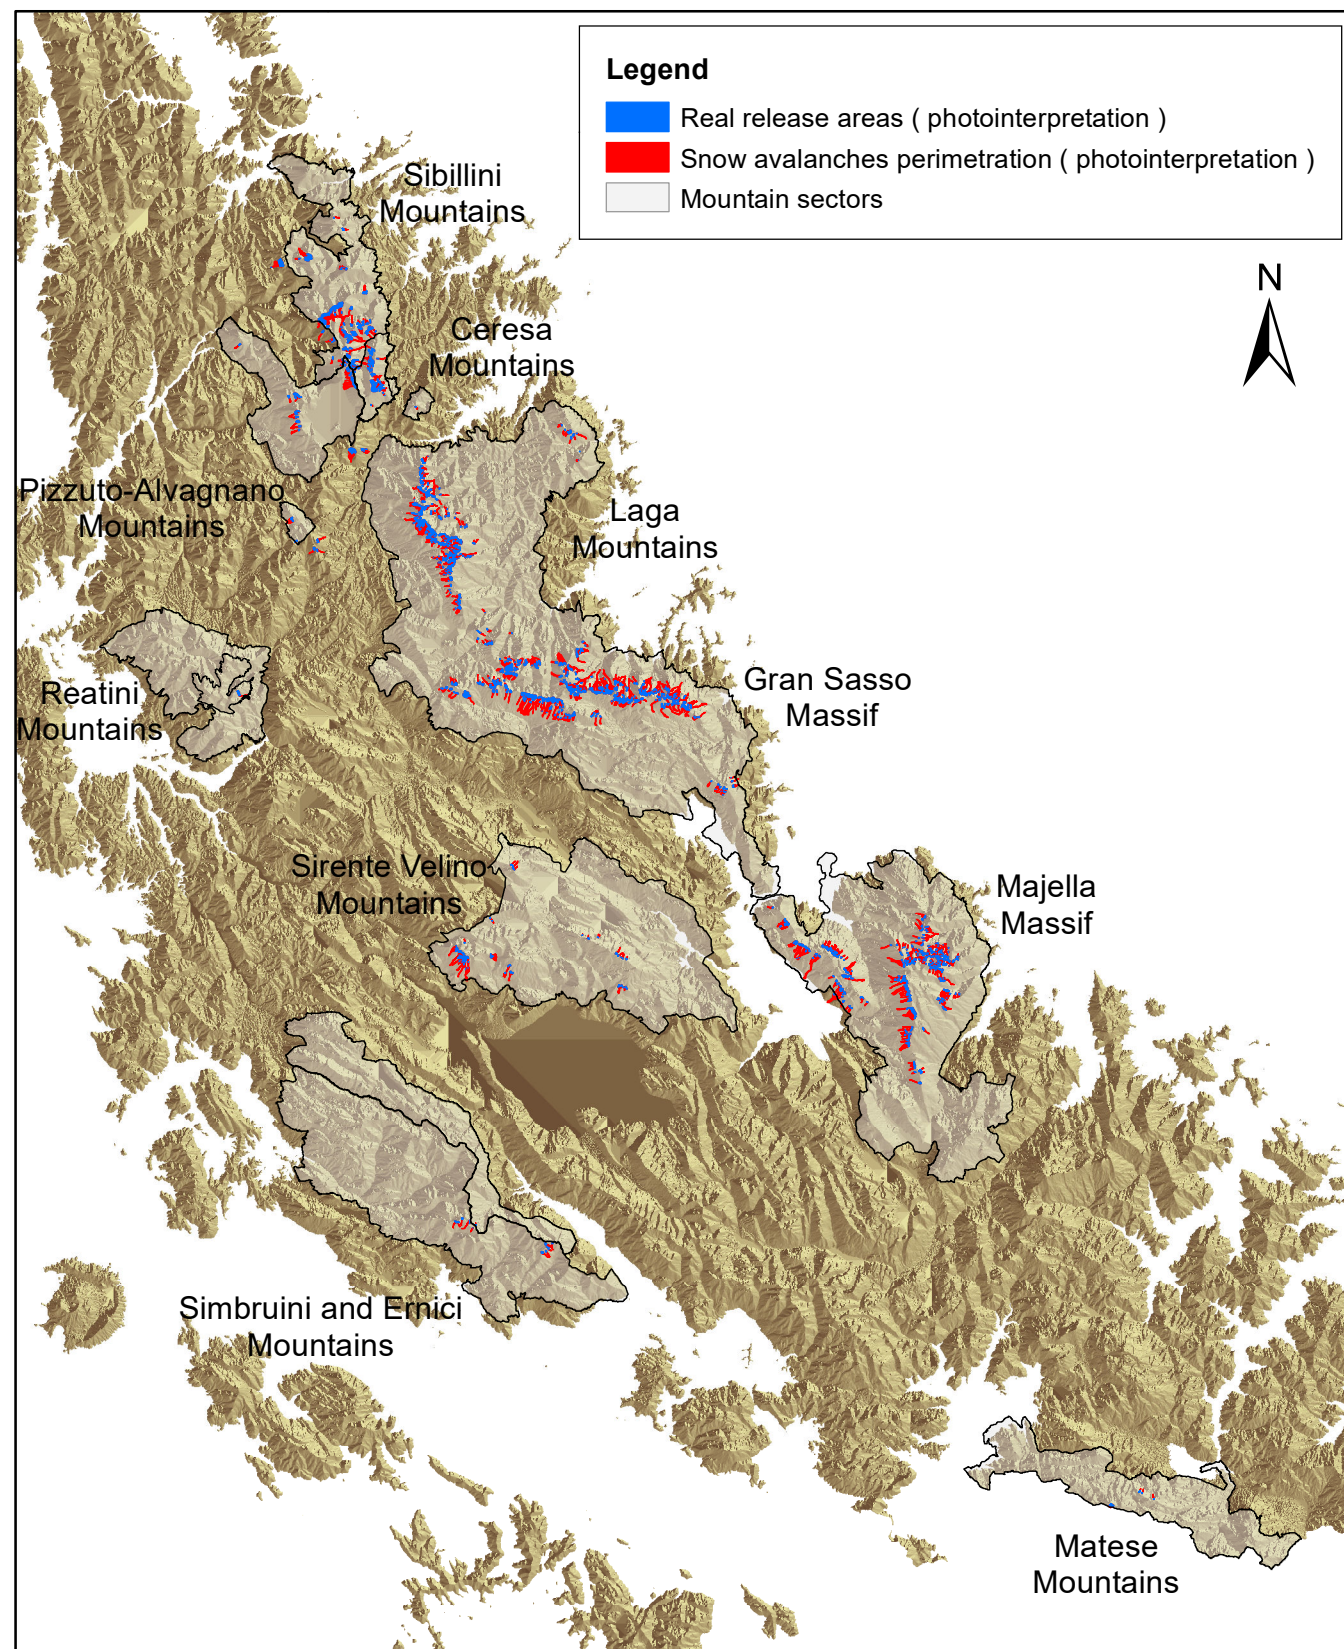 Legend
Real release areas ( photointerpretation )
Snow avalanches perimetration ( photointerpretation )
Mountain sectors
N
Sibillini
Mountains
Ceresa
Mountains
Pizzuto-Alvagnano
Mountains
Laga
Mountains
Reatini
Mountains
Gran Sasso
Massif
Sirente Velino
Mountains
Majella
Massif
Simbruini and Ernici
Mountains
Matese
Mountains